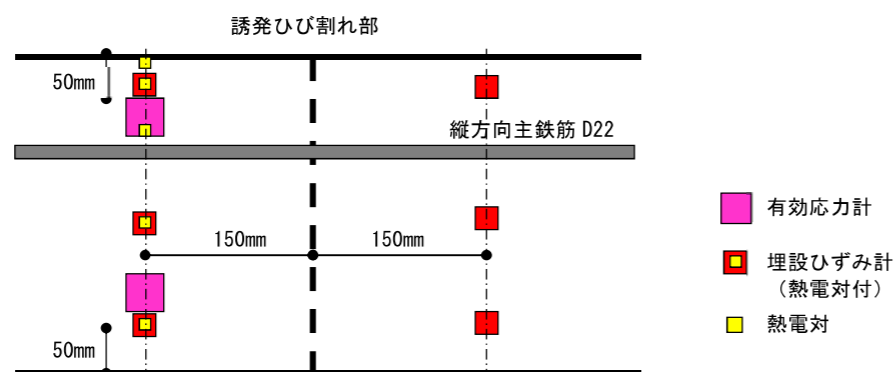 誘発ひび割れ部
50mm
縦方向主鉄筋 D22
150mm
150mm
50mm
有効応力計
埋設ひずみ計
（熱電対付）
熱電対